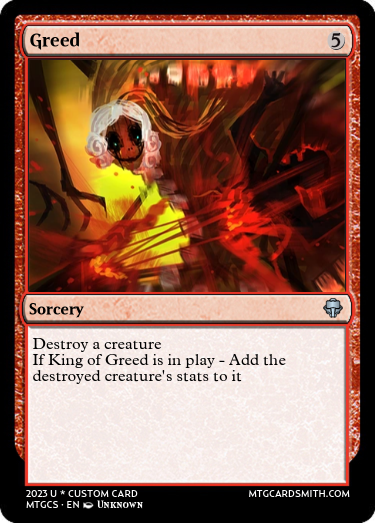 Greed 5
Sorcery
Destroy a creature
If King of Greed is in play - Add the
destroyed creature's stats to it
2023 U * CUSTOM CARD MTGCARDSMITH.COM
MTGCS · EN UNKNOWN